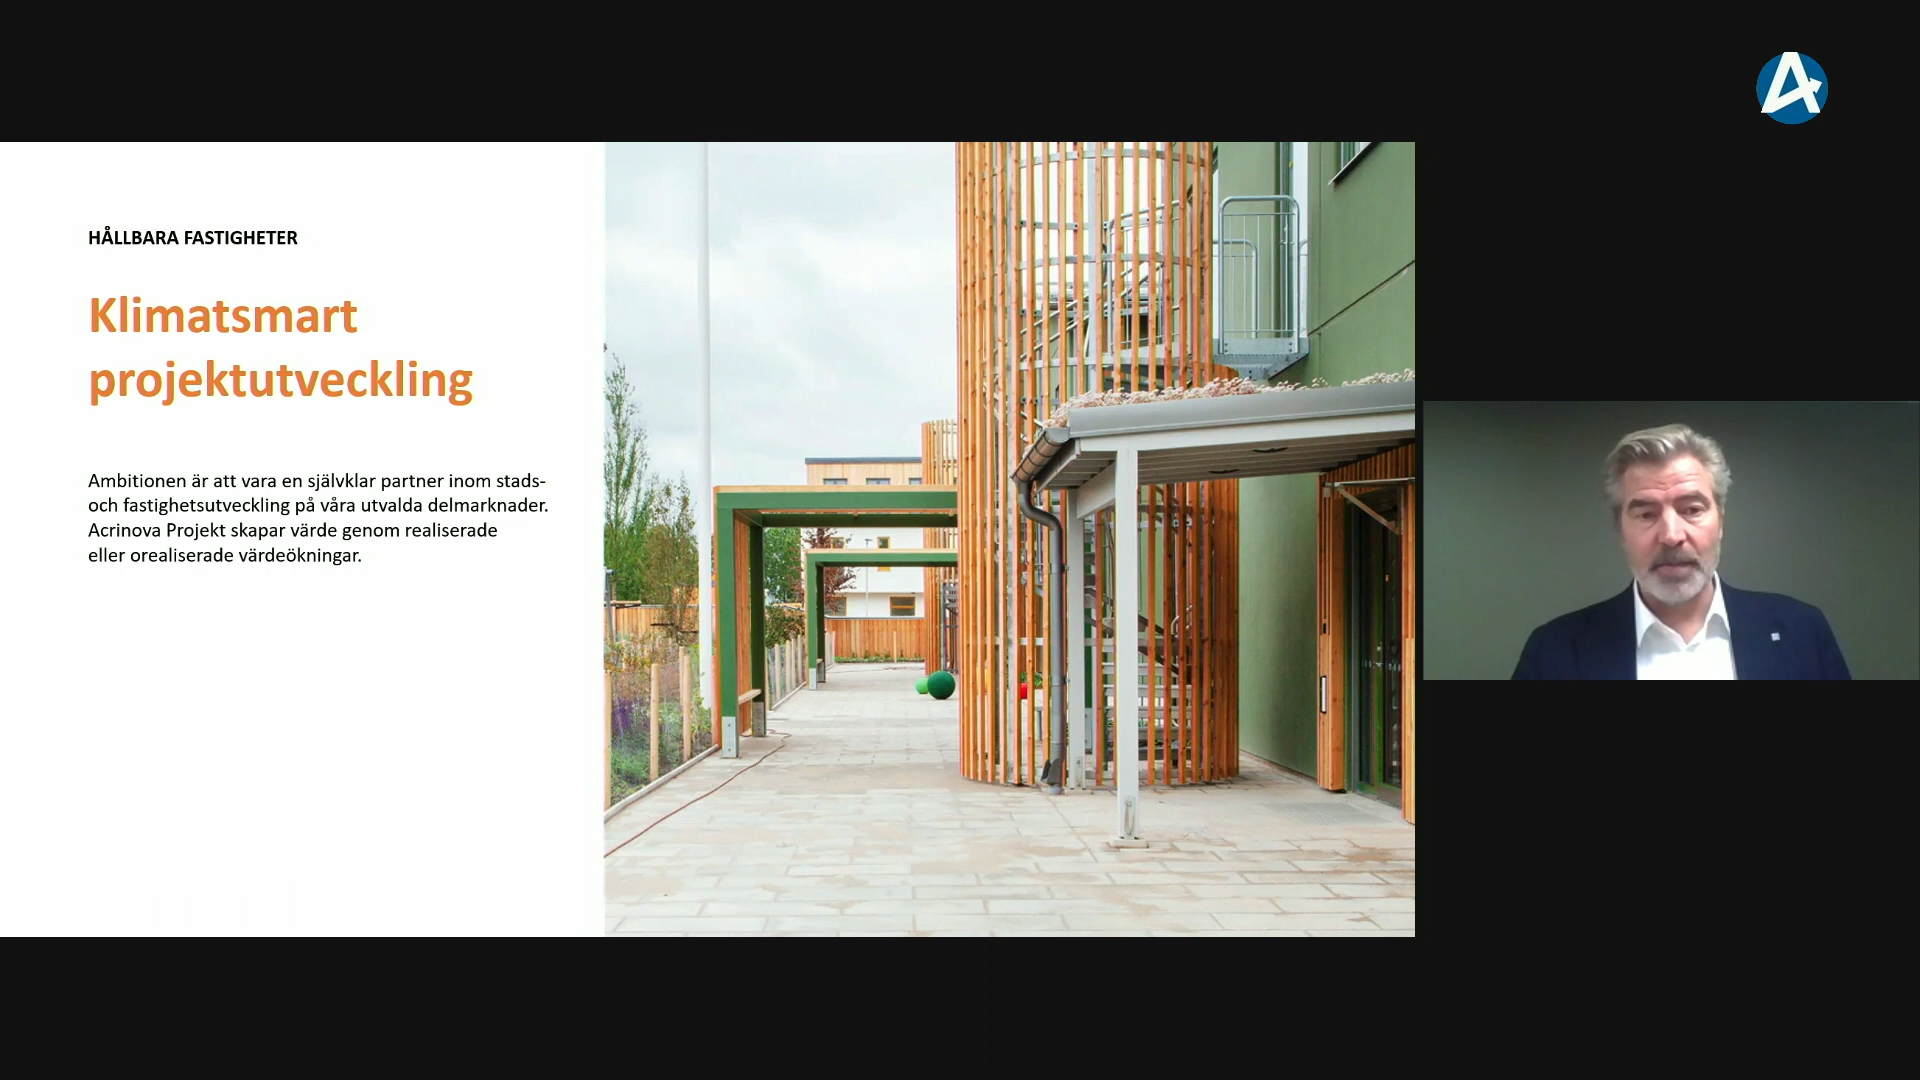 HÅLLBARA FASTIGHETER
Klimatsmart
projektutveckling
Ambitionen är att vara en självklar partner inom stads-
och fastighetsutveckling på våra utvalda delmarknader.
Acrinova Projekt skapar värde genom realiserade
eller orealiserade värdeökningar.